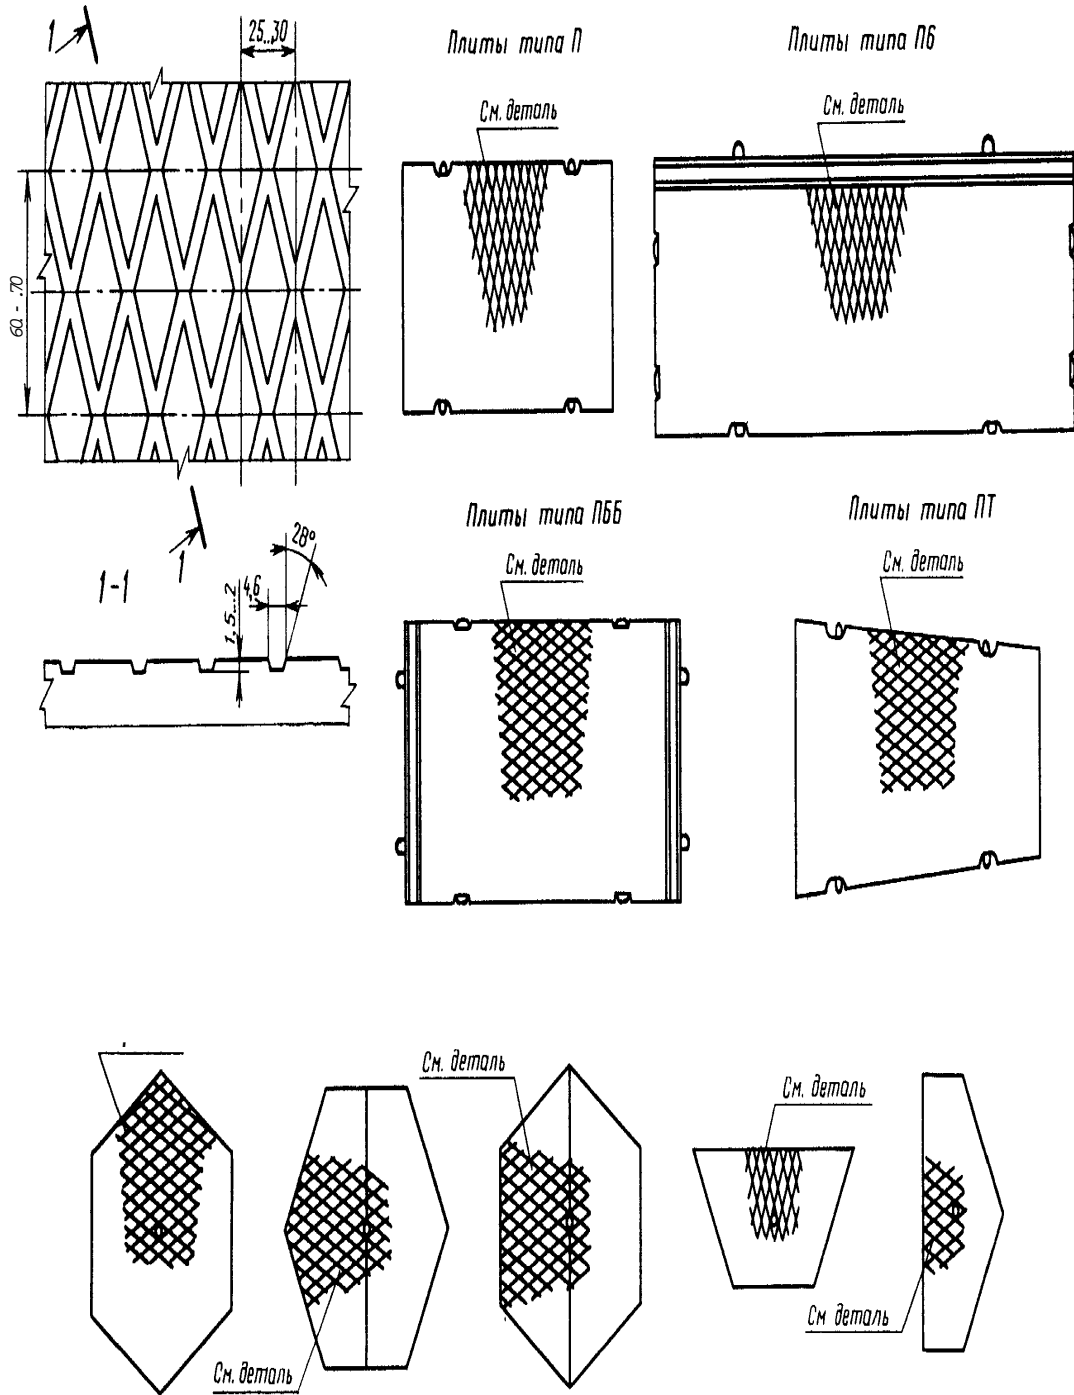 1
25...30
Плиты типа П
Плиты типа Пб
См. деталь
См. деталь
60...70
1
Плиты типа ПББ
Плиты типа ПТ
28°
1-1
1,5...2
4,6
См. деталь
См. деталь
См. деталь
См. деталь
См деталь
См. деталь